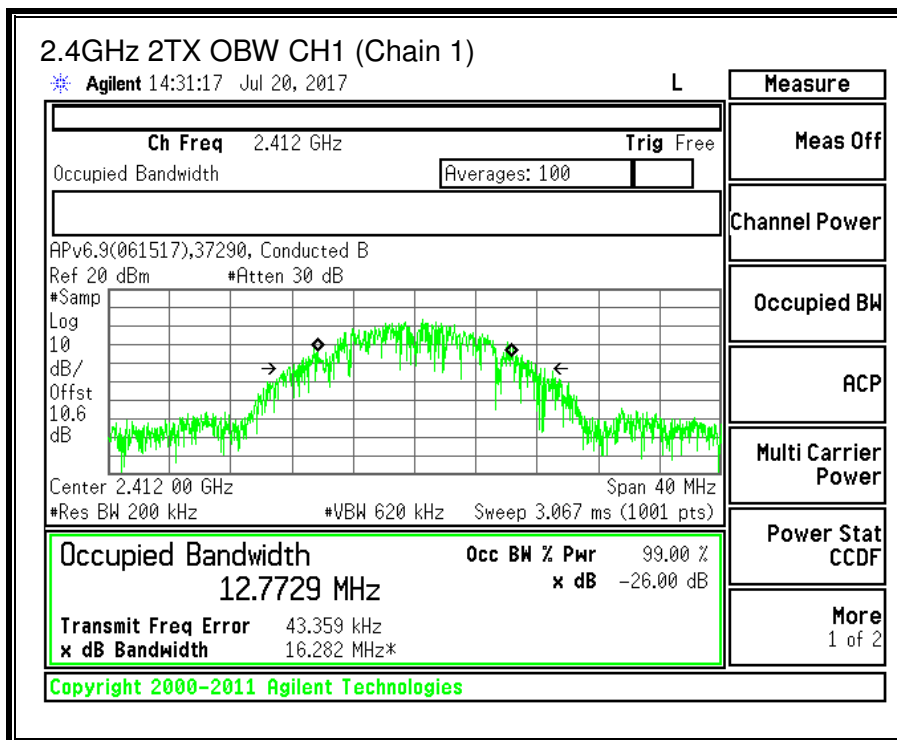 2.4GHz 2TX OBW CH1 (Chain 1)
Agilent 14:31:17 Jul 20, 2017 L
Measure
Ch Freq 2.412 GHz Trig Free
Meas Off
Occupied Bandwidth Averages: 100
Channel Power
APv6.9(061517),37290, Conducted B
Ref 20 dBm #Atten 30 dB
#Samp
Log
10
dB/
Offst
10.6
dB
Occupied BW
ACP
Multi Carrier
Power
Center 2.412 00 GHz Span 40 MHz
#Res BW 200 kHz #VBW 620 kHz Sweep 3.067 ms (1001 pts)
Occupied Bandwidth Occ BW % Pwr 99.00 %
12.7729 MHz x dB -26.00 dB
Power Stat
CCDF
Transmit Freq Error 43.359 kHz
x dB Bandwidth 16.282 MHz*
More
1 of 2
Copyright 2000-2011 Agilent Technologies